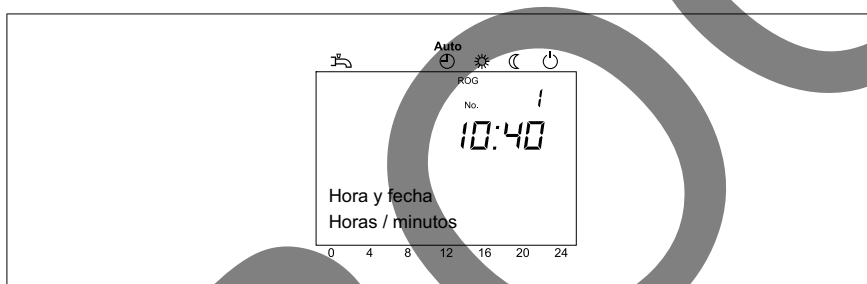 Auto
ROG
No. 1
10:40
Hora y fecha
Horas / minutos
0 4 8 12 16 20 24